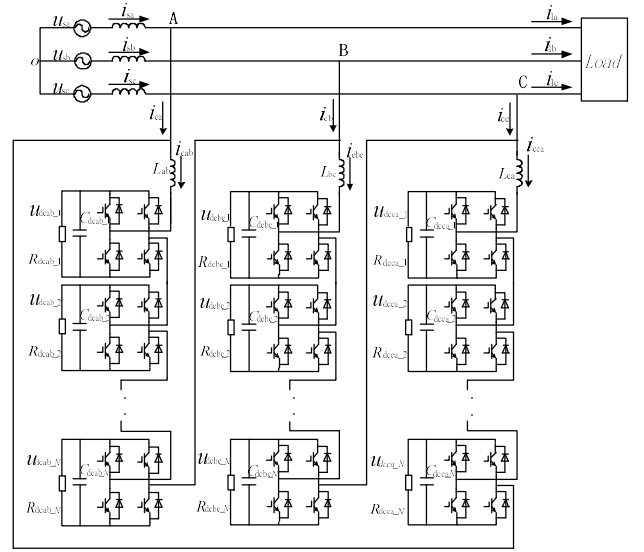 u_sa i_sa A i_la
u_sb i_sb B i_lb
o
u_sc i_sc C i_lc
Load
i_ca i_cb i_cc
i_cab i_cbc i_cca
L_ab L_bc L_ca
u_dcab_1 C_dcab_1 u_dcbc_1 C_dcbc_1 u_dcca_1 C_dcca_1
R_dcab_1 R_dcbc_1 R_dcca_1
u_dcab_2 C_dcab_2 u_dcbc_2 C_dcbc_2 u_dcca_2 C_dcca_2
R_dcab_2 R_dcbc_2 R_dcca_2
u_dcab_N C_dcab_N u_dcbc_N C_dcbc_N u_dcca_N C_dcca_N
R_dcab_N R_dcbc_N R_dcca_N